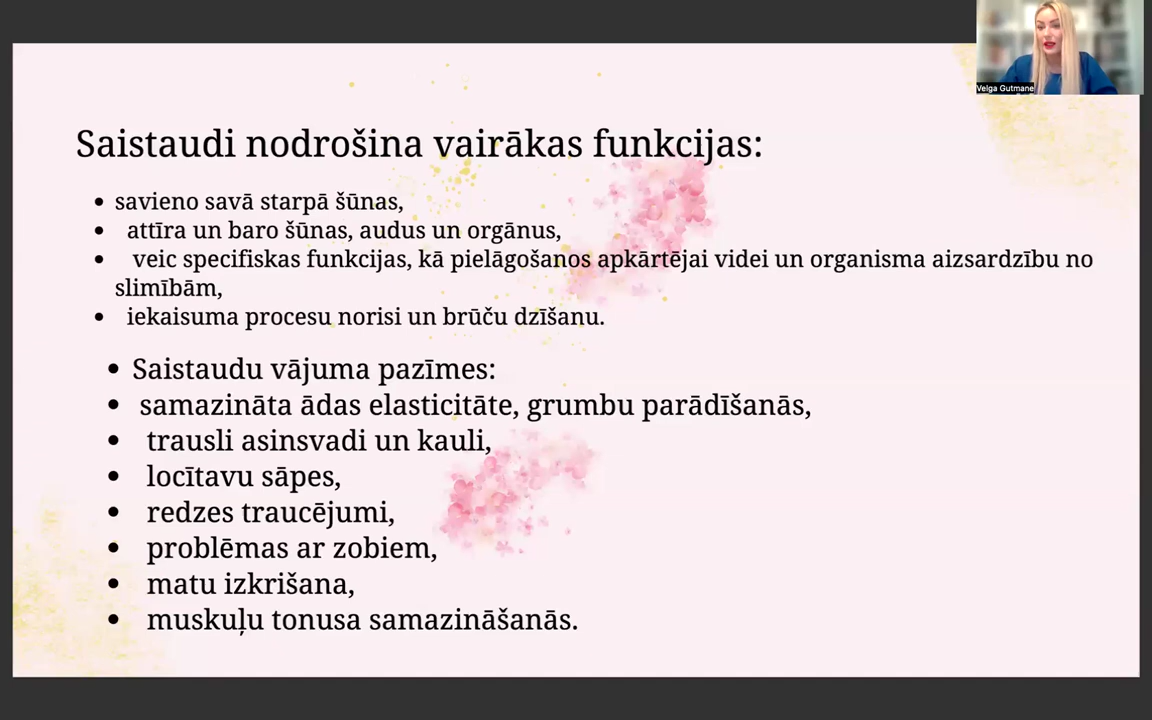 Velga Gutmane
Saistaudi nodrošina vairākas funkcijas:
• savieno savā starpā šūnas,
• attīra un baro šūnas, audus un orgānus,
• veic specifiskas funkcijas, kā pielāgošanos apkārtējai videi un organisma aizsardzību no
slimībām,
• iekaisuma procesu norisi un brūču dzīšanu.
• Saistaudu vājuma pazīmes:
• samazināta ādas elasticitāte, grumbu parādīšanās,
• trausli asinsvadi un kauli,
• locītavu sāpes,
• redzes traucējumi,
• problēmas ar zobiem,
• matu izkrišana,
• muskuļu tonusa samazināšanās.